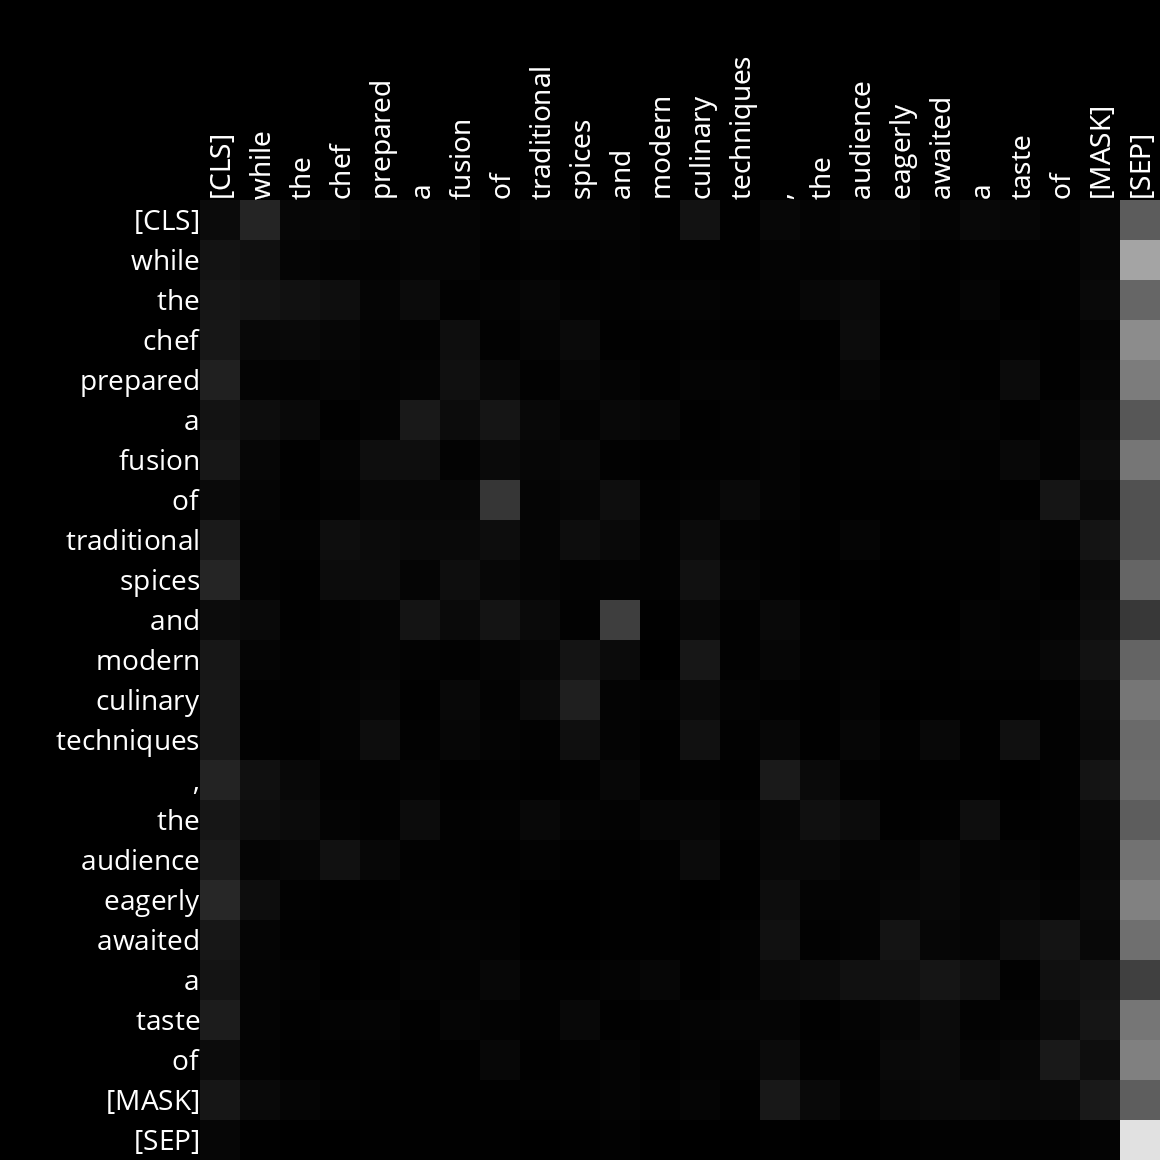 [CLS] while the chef prepared a fusion of traditional spices and modern culinary techniques , the audience eagerly awaited a taste of [MASK] [SEP]
[CLS]
while
the
chef
prepared
a
fusion
of
traditional
spices
and
modern
culinary
techniques
,
the
audience
eagerly
awaited
a
taste
of
[MASK]
[SEP]